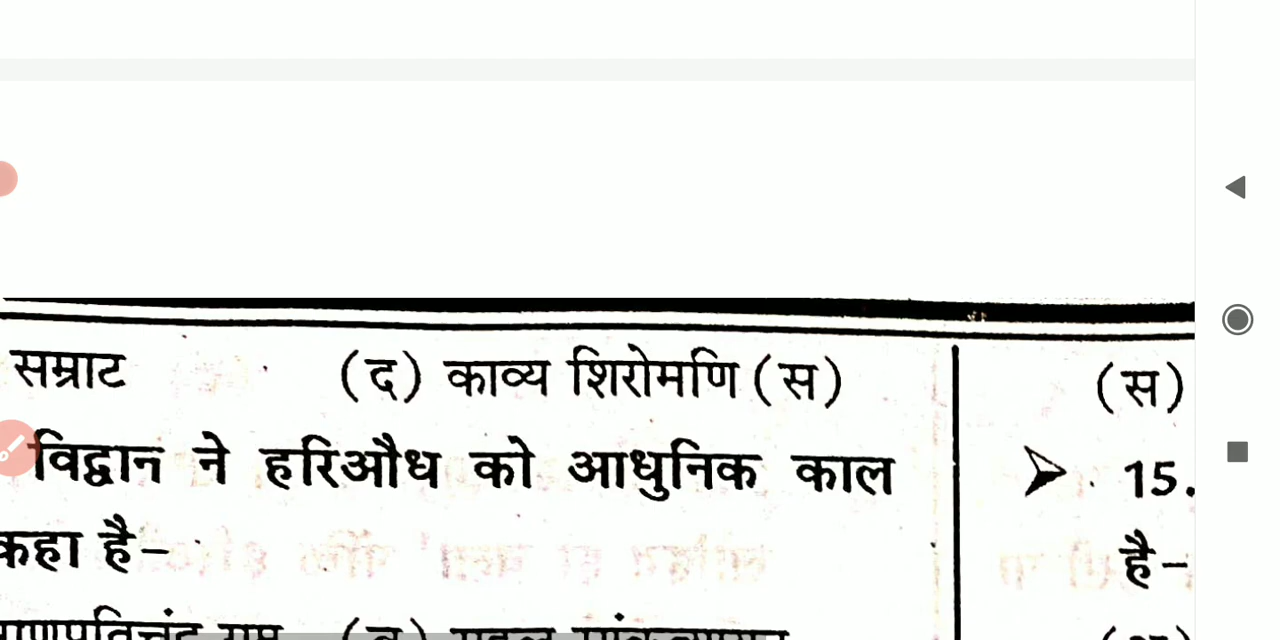 सम्राट (द) काव्य शिरोमणि (स)
विद्वान ने हरिऔध को आधुनिक काल
कहा है-
(स)
15.
है-